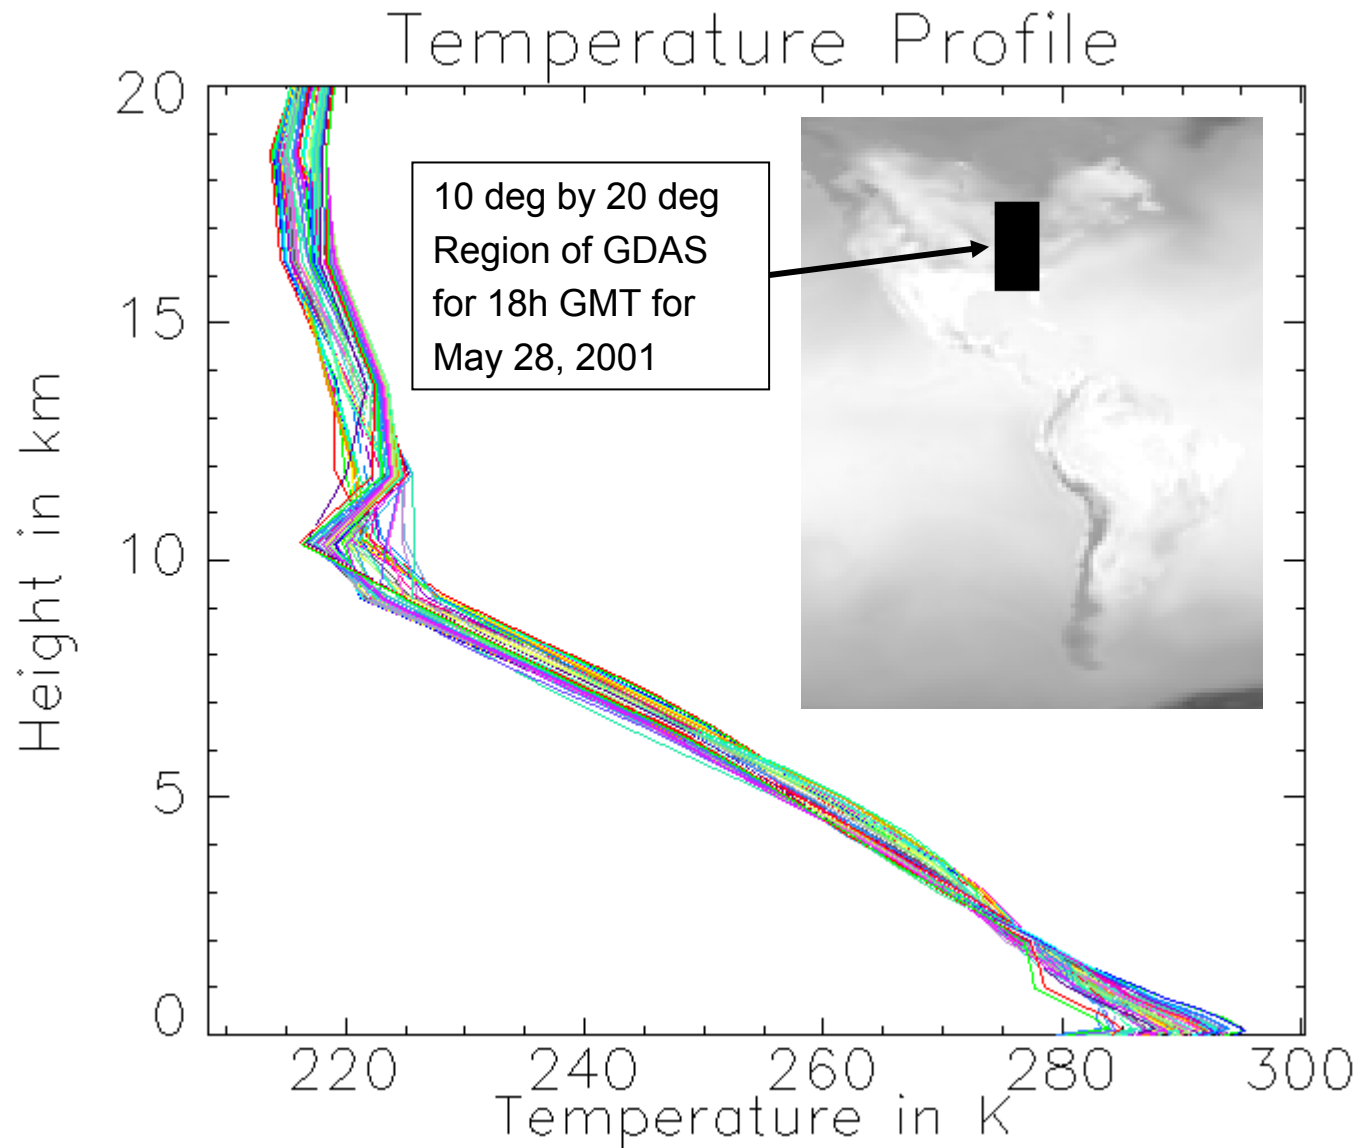 Temperature Profile
20
15
10
5
0
Height in km
10 deg by 20 deg
Region of GDAS
for 18h GMT for
May 28, 2001
220 240 260 280 300
Temperature in K